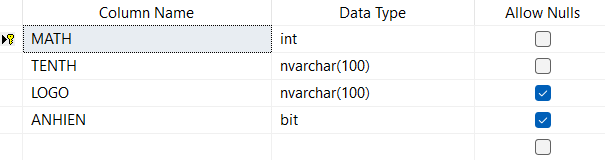 Column Name Data Type Allow Nulls
MATH int
TENTH nvarchar(100)
LOGO nvarchar(100)
ANHIEN bit